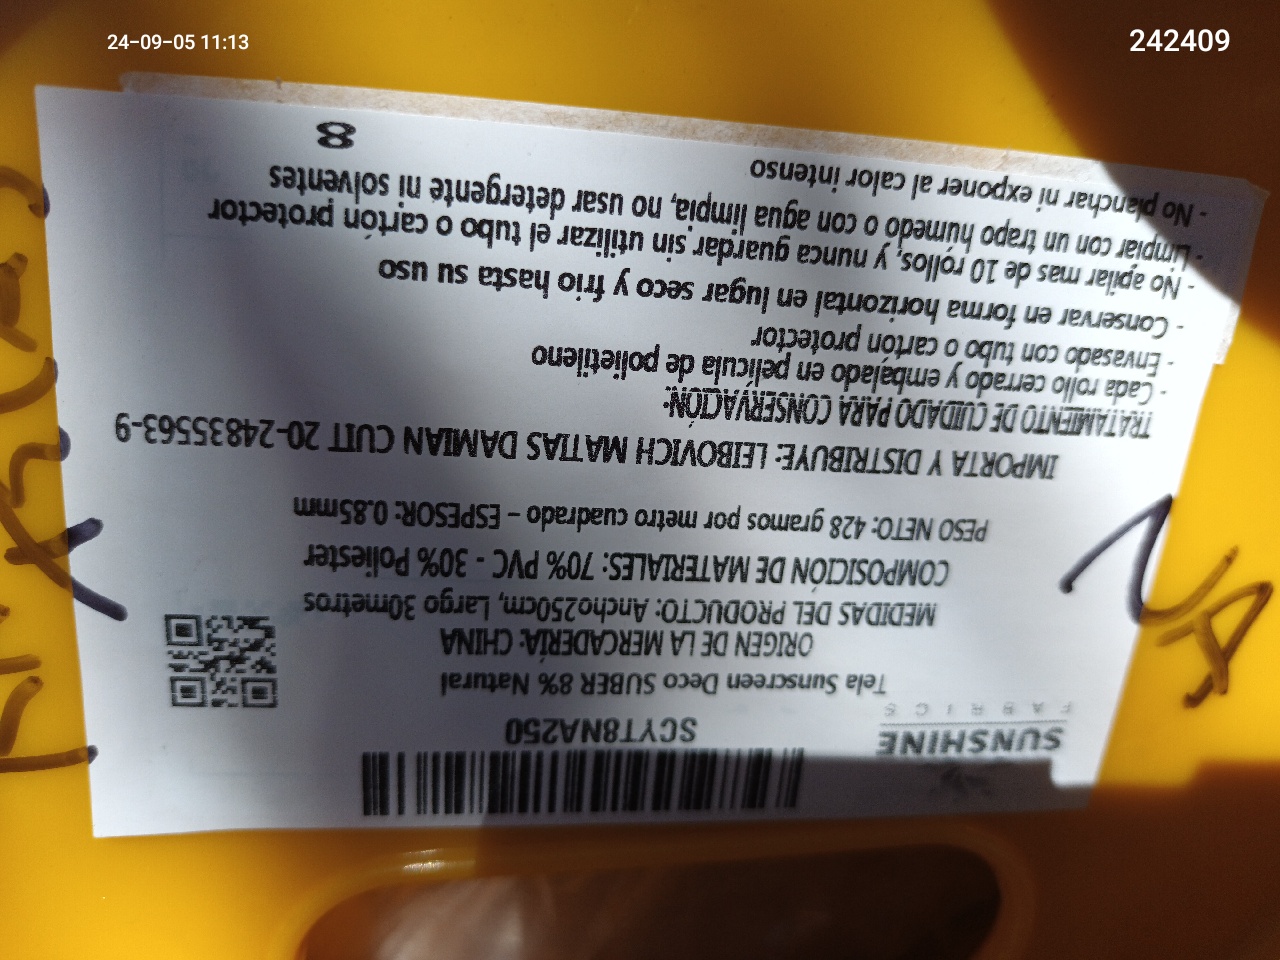 24-09-05 11:13
242409
SUNSHINE
FABRICS
SCYT8NA250
Tela Sunscreen Deco SUBER 8% Natural
ORIGEN DE LA MERCADERÍA: CHINA
MEDIDAS DEL PRODUCTO: Ancho250cm, Largo 30metros
COMPOSICIÓN DE MATERIALES: 70% PVC - 30% Poliester
PESO NETO: 428 gramos por metro cuadrado - ESPESOR: 0.85mm
IMPORTA Y DISTRIBUYE: LEIBOVICH MATIAS DAMIAN CUIT 20-24835563-9
TRATAMIENTO DE CUIDADO PARA CONSERVACIÓN:
- Cada rollo cerrado y embalado en película de polietileno
- Envasado con tubo o cartón protector
- Conservar en forma horizontal en lugar seco y frio hasta su uso
- No apilar mas de 10 rollos, y nunca guardar sin utilizar el tubo o cartón protector
- Limpiar con un trapo húmedo o con agua limpia, no usar detergente ni solventes
- No planchar ni exponer al calor intenso
8